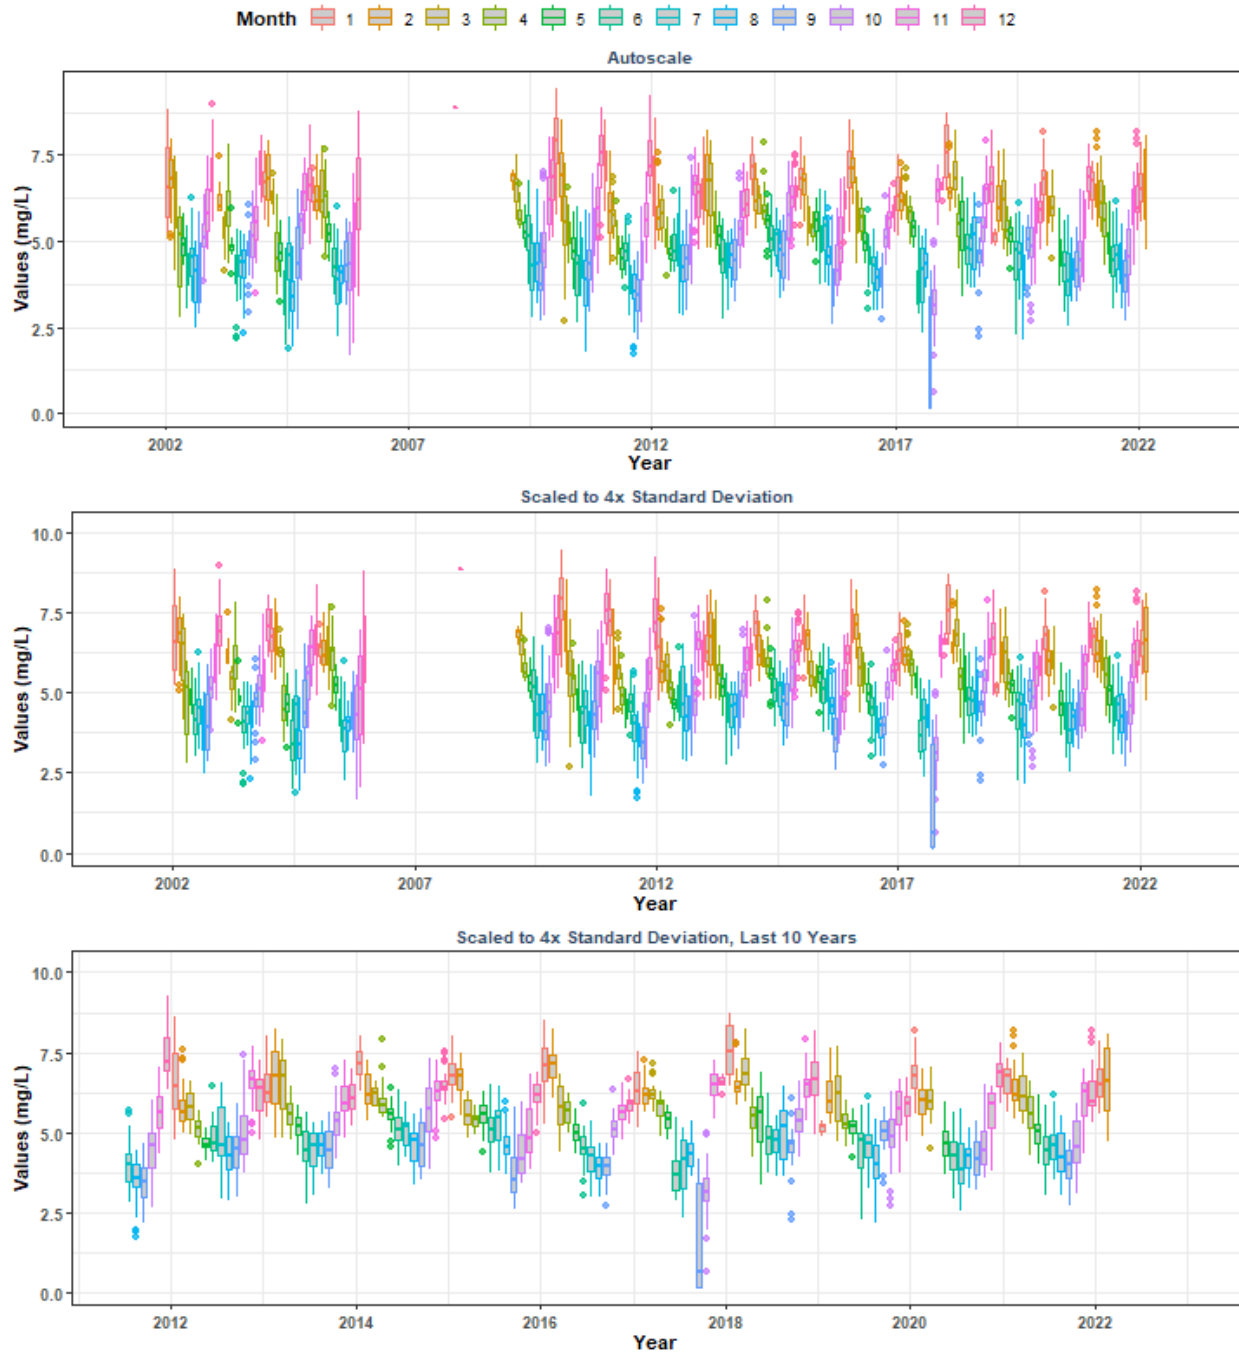 Month 1 2 3 4 5 6 7 8 9 10 11 12
Autoscale
Values (mg/L)
7.5
5.0
2.5
0.0
2002 2007 2012 2017 2022
Year
Scaled to 4x Standard Deviation
Values (mg/L)
10.0
7.5
5.0
2.5
0.0
2002 2007 2012 2017 2022
Year
Scaled to 4x Standard Deviation, Last 10 Years
Values (mg/L)
10.0
7.5
5.0
2.5
0.0
2012 2014 2016 2018 2020 2022
Year